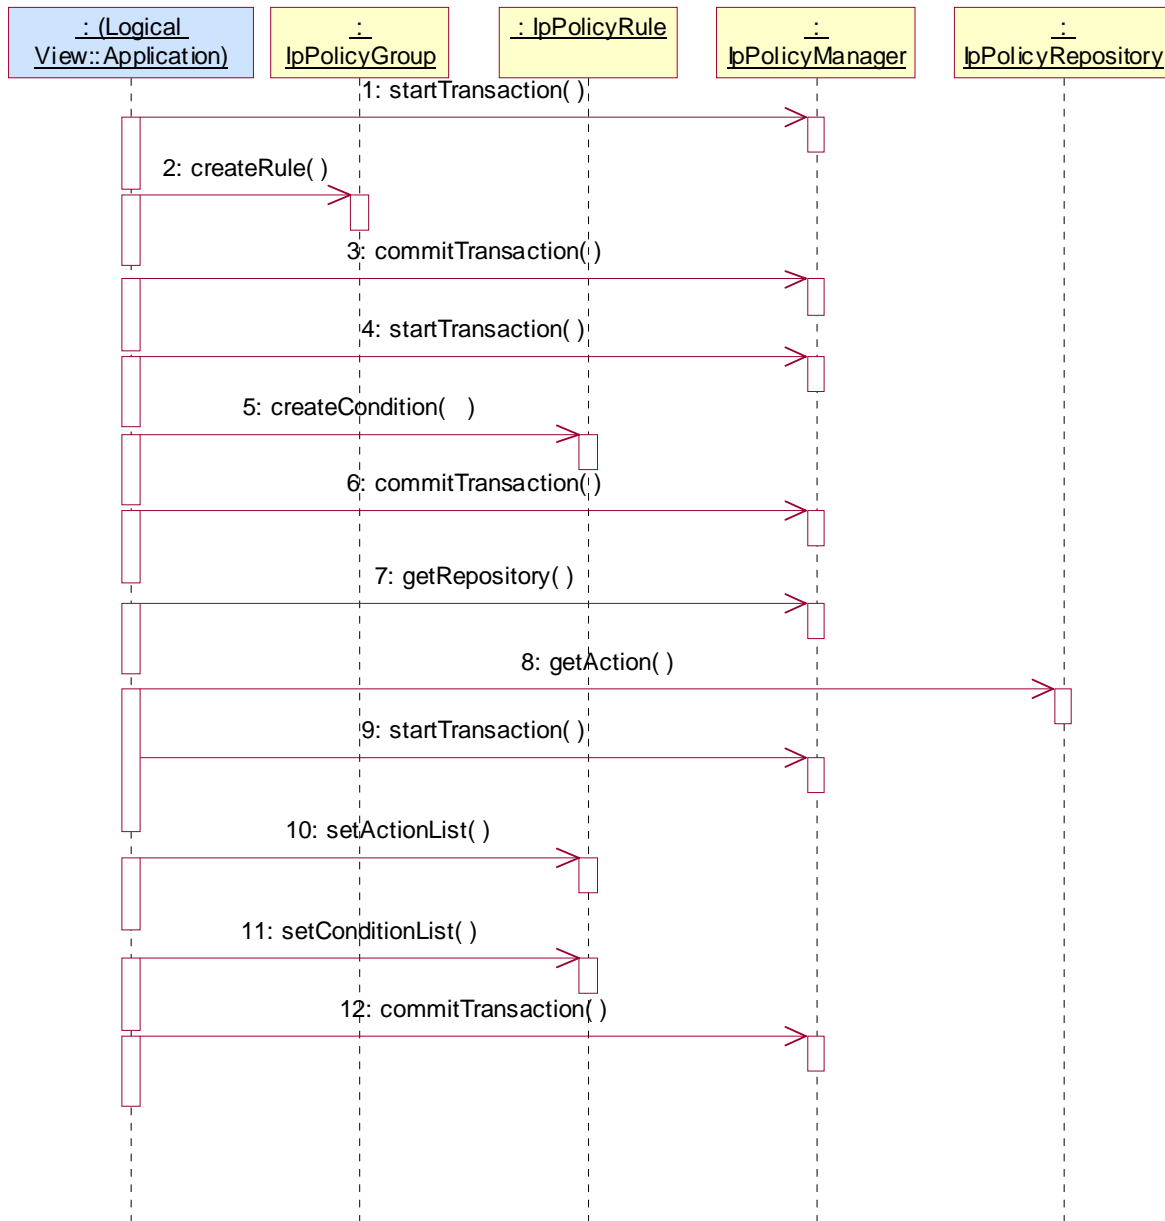 : (Logical
View::Application)
:
IpPolicyGroup
: IpPolicyRule
:
IpPolicyManager
:
IpPolicyRepository
1: startTransaction( )
2: createRule( )
3: commitTransaction( )
4: startTransaction( )
5: createCondition(   )
6: commitTransaction( )
7: getRepository( )
8: getAction( )
9: startTransaction( )
10: setActionList( )
11: setConditionList( )
12: commitTransaction( )